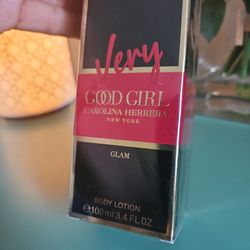 Very
GOOD GIRL
CAROLINA HERRERA
NEW YORK
GLAM
BODY LOTION
℮100 ml 3.4 FL OZ